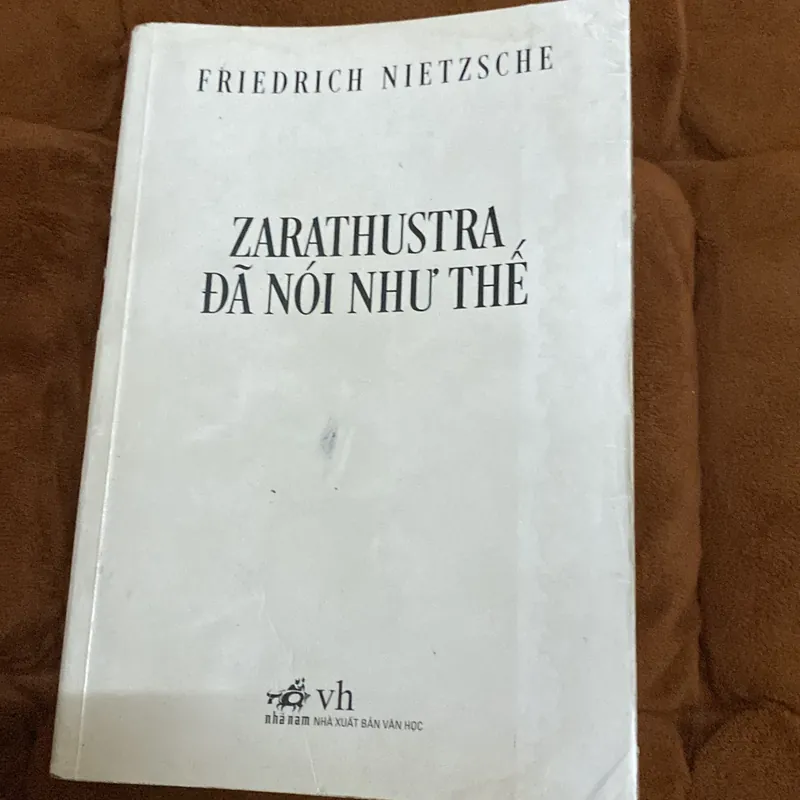 FRIEDRICH NIETZSCHE
ZARATHUSTRA
ĐÃ NÓI NHƯ THẾ
vh
nhã nam NHÀ XUẤT BẢN VĂN HỌC